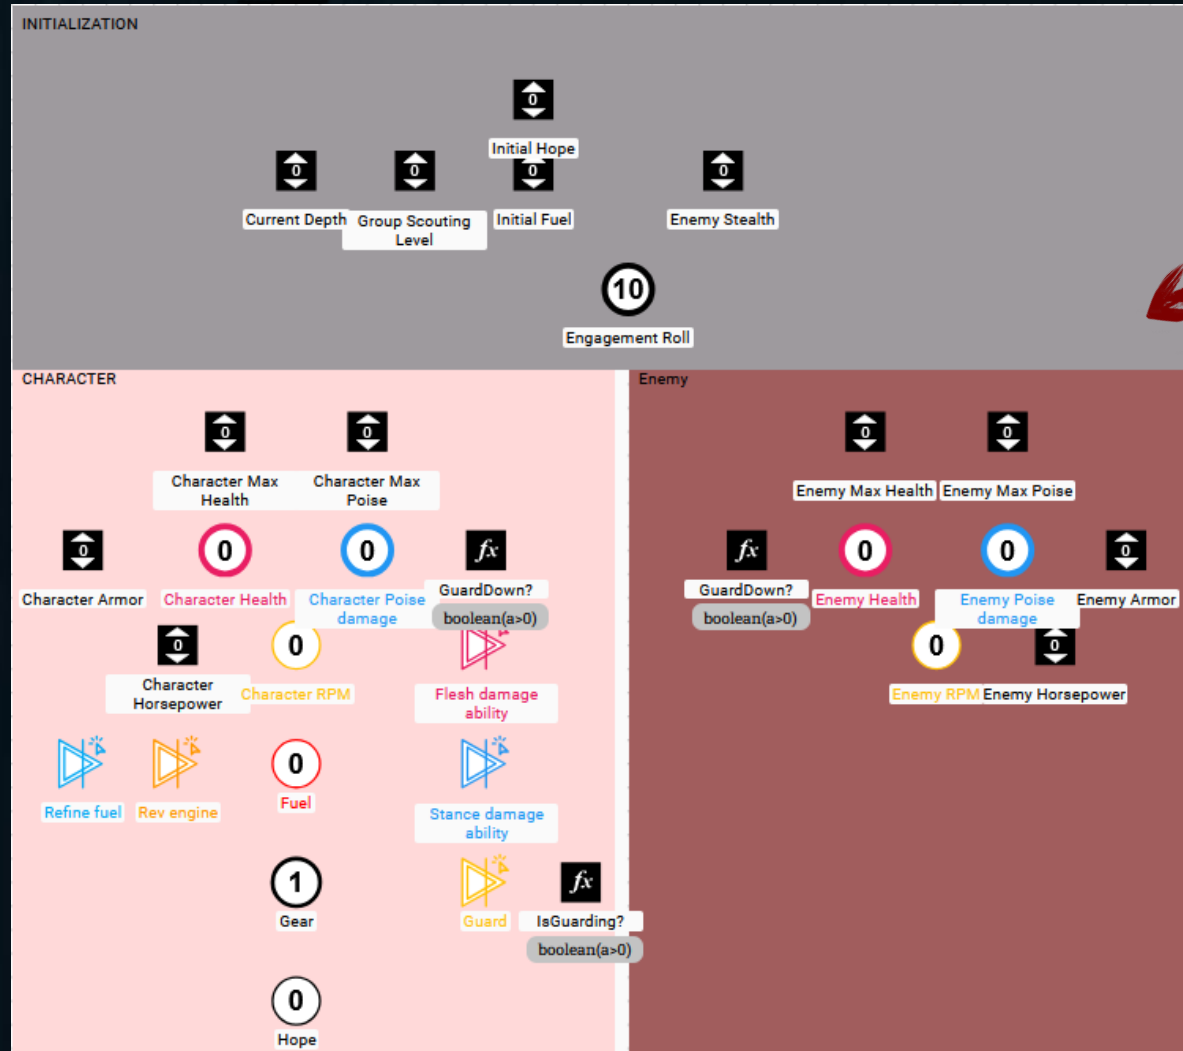 INITIALIZATION
0
Initial Hope
0
0
0
0
Current Depth
Group Scouting
Level
Initial Fuel
Enemy Stealth
10
Engagement Roll
CHARACTER
0
0
Character Max
Health
Character Max
Poise
0
0
0
fx
Character Armor
Character Health
Character Poise
damage
GuardDown?
boolean(a>0)
0
0
Character
Horsepower
Character RPM
Flesh damage
ability
Refine fuel
Rev engine
0
Fuel
Stance damage
ability
1
Gear
Guard
fx
IsGuarding?
boolean(a>0)
0
Hope
Enemy
0
0
Enemy Max Health
Enemy Max Poise
fx
0
0
0
GuardDown?
boolean(a>0)
Enemy Health
Enemy Poise
damage
Enemy Armor
0
0
Enemy RPM
Enemy Horsepower